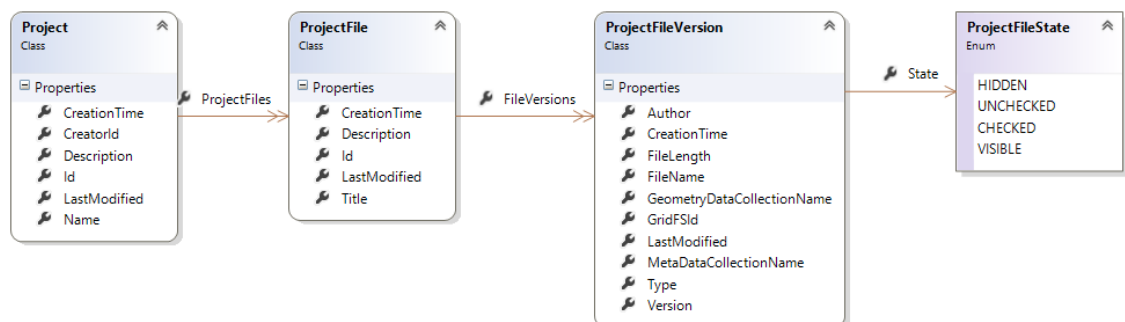 Project
Class
Properties
CreationTime
CreatorId
Description
Id
LastModified
Name
ProjectFiles
ProjectFile
Class
Properties
CreationTime
Description
Id
LastModified
Title
FileVersions
ProjectFileVersion
Class
Properties
Author
CreationTime
FileLength
FileName
GeometryDataCollectionName
GridFSId
LastModified
MetaDataCollectionName
Type
Version
State
ProjectFileState
Enum
HIDDEN
UNCHECKED
CHECKED
VISIBLE